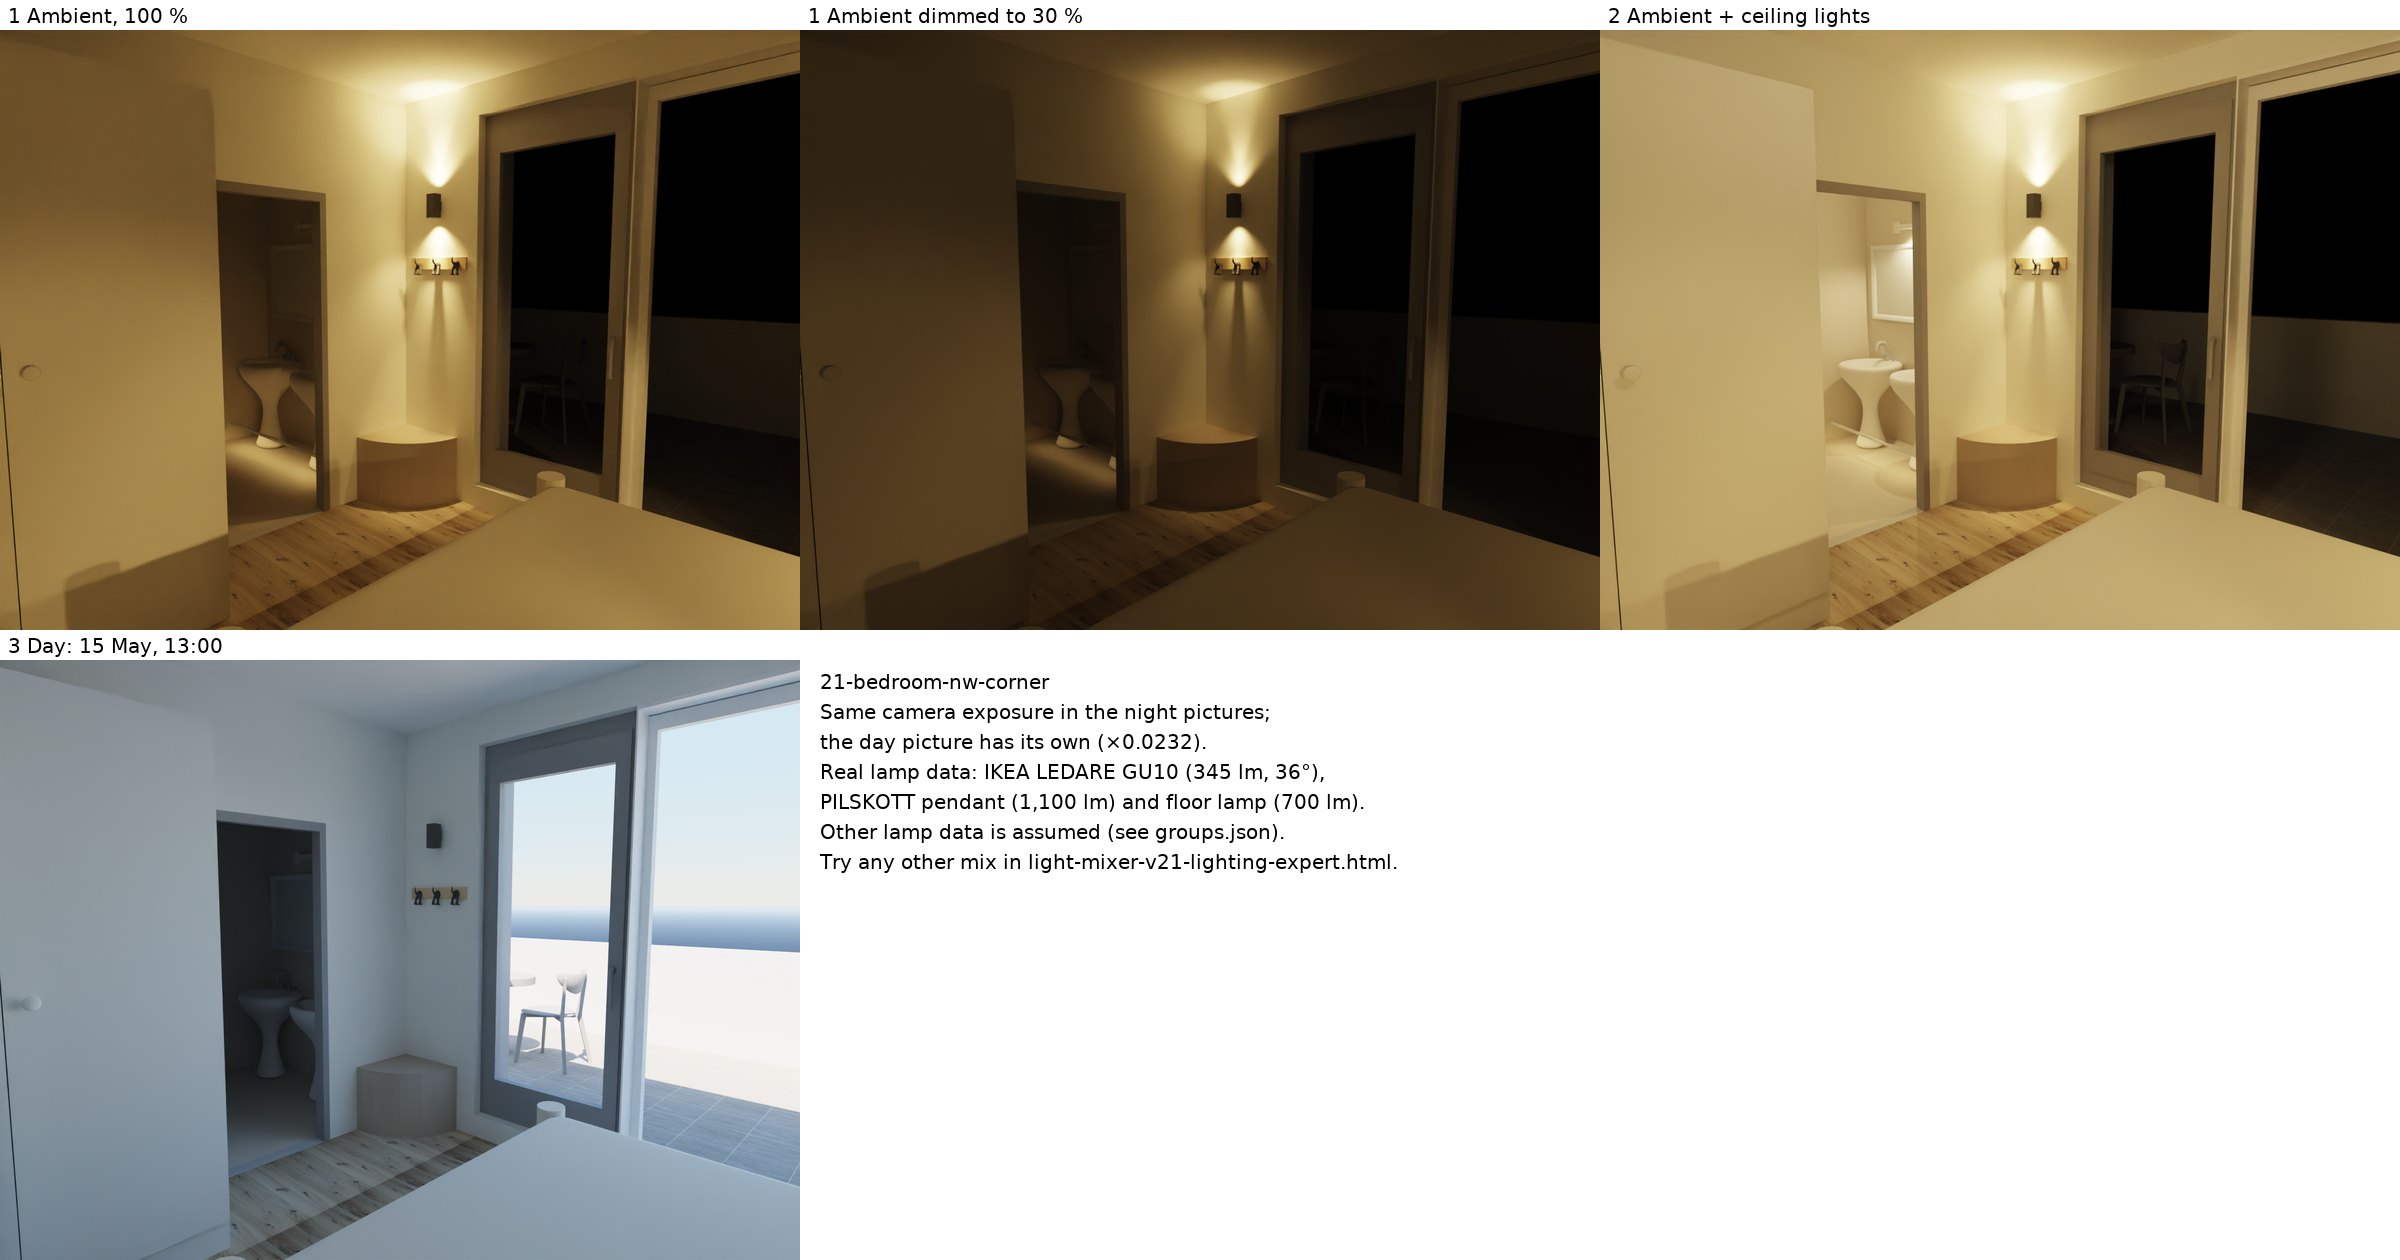 1 Ambient, 100 %
1 Ambient dimmed to 30 %
2 Ambient + ceiling lights
3 Day: 15 May, 13:00
21-bedroom-nw-corner
Same camera exposure in the night pictures;
the day picture has its own (×0.0232).
Real lamp data: IKEA LEDARE GU10 (345 lm, 36°),
PILSKOTT pendant (1,100 lm) and floor lamp (700 lm).
Other lamp data is assumed (see groups.json).
Try any other mix in light-mixer-v21-lighting-expert.html.